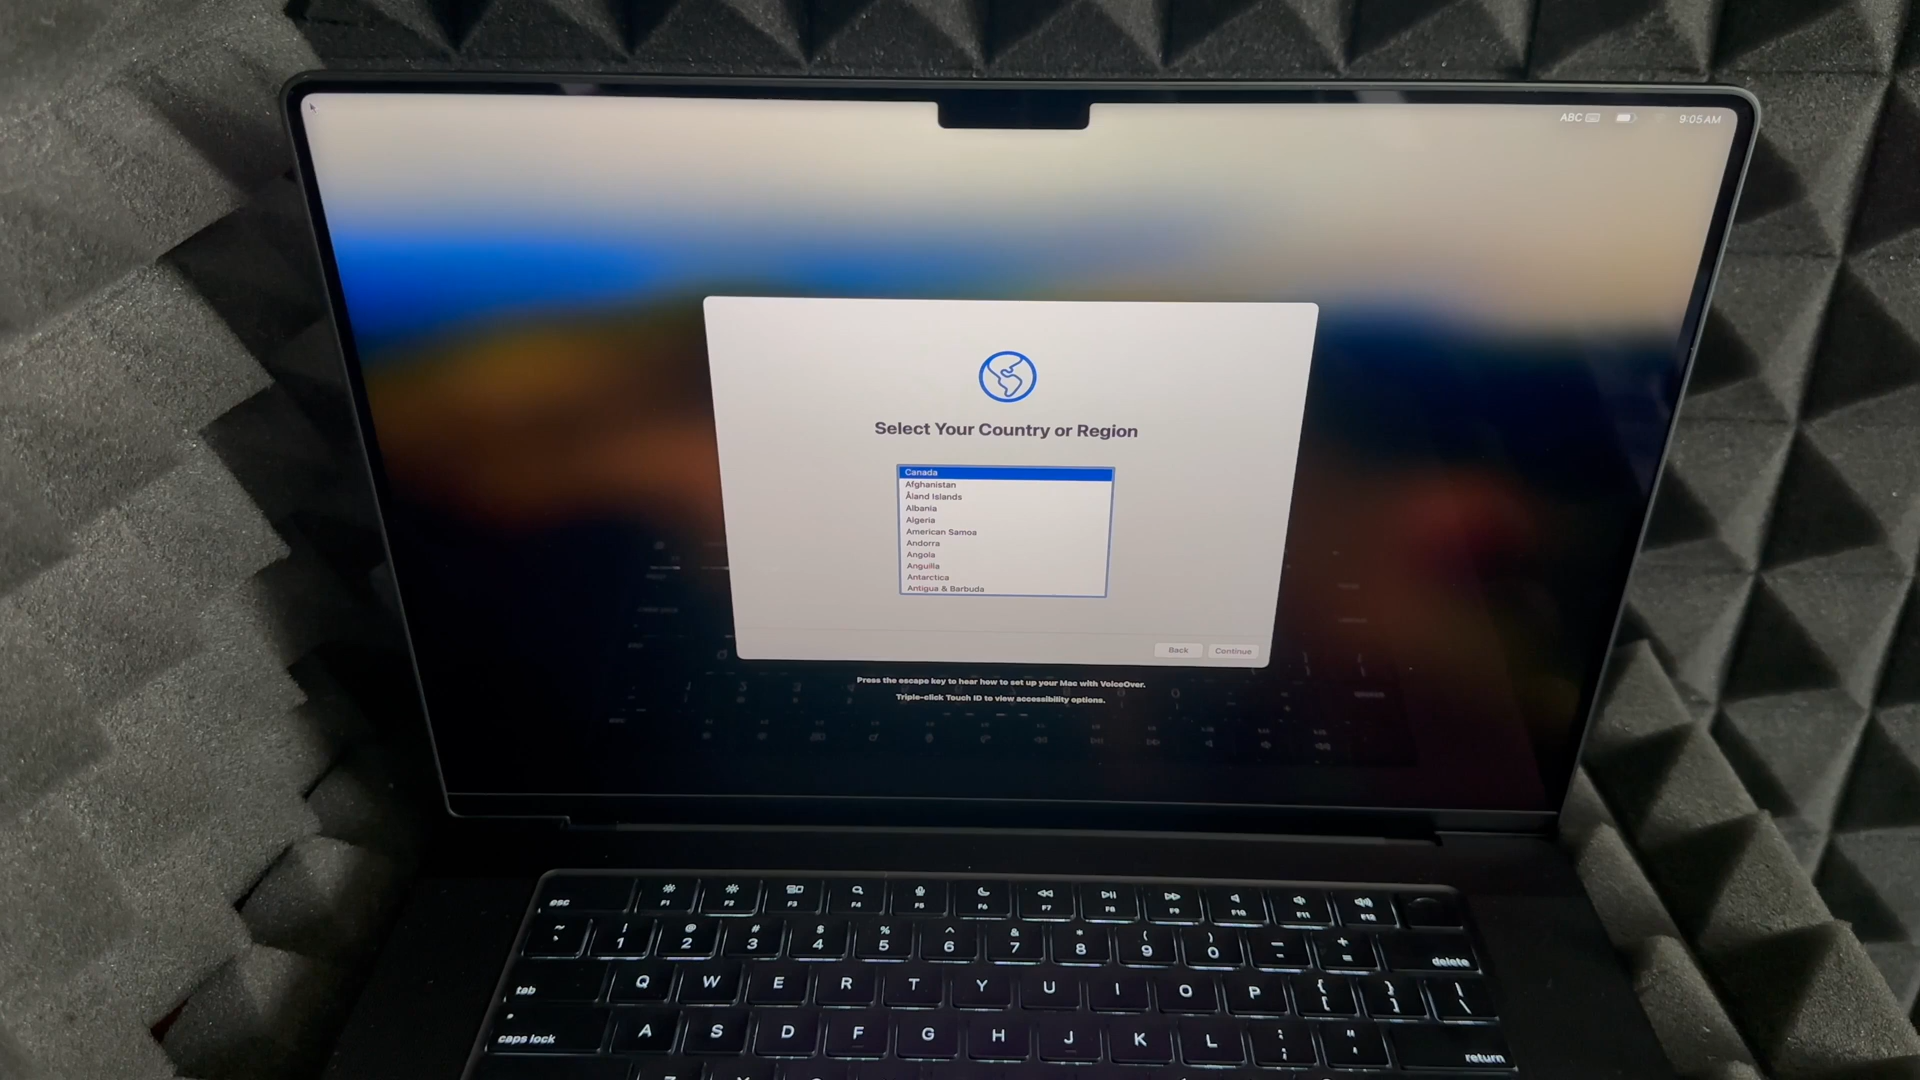 ABC
9:05 AM
Select Your Country or Region
Canada
Afghanistan
Åland Islands
Albania
Algeria
American Samoa
Andorra
Angola
Anguilla
Antarctica
Antigua & Barbuda
Back Continue
Press the escape key to hear how to set up your Mac with VoiceOver.
Triple-click Touch ID to view accessibility options.
esc F1 F2 F3 F4 F5 F6 F7 F8 F9 F10 F11 F12
~ ! @ # $ % ^ & * ( ) _ +
` 1 2 3 4 5 6 7 8 9 0 - = delete
tab Q W E R T Y U I O P { [ } ] | \
caps lock A S D F G H J K L : ; " ' return